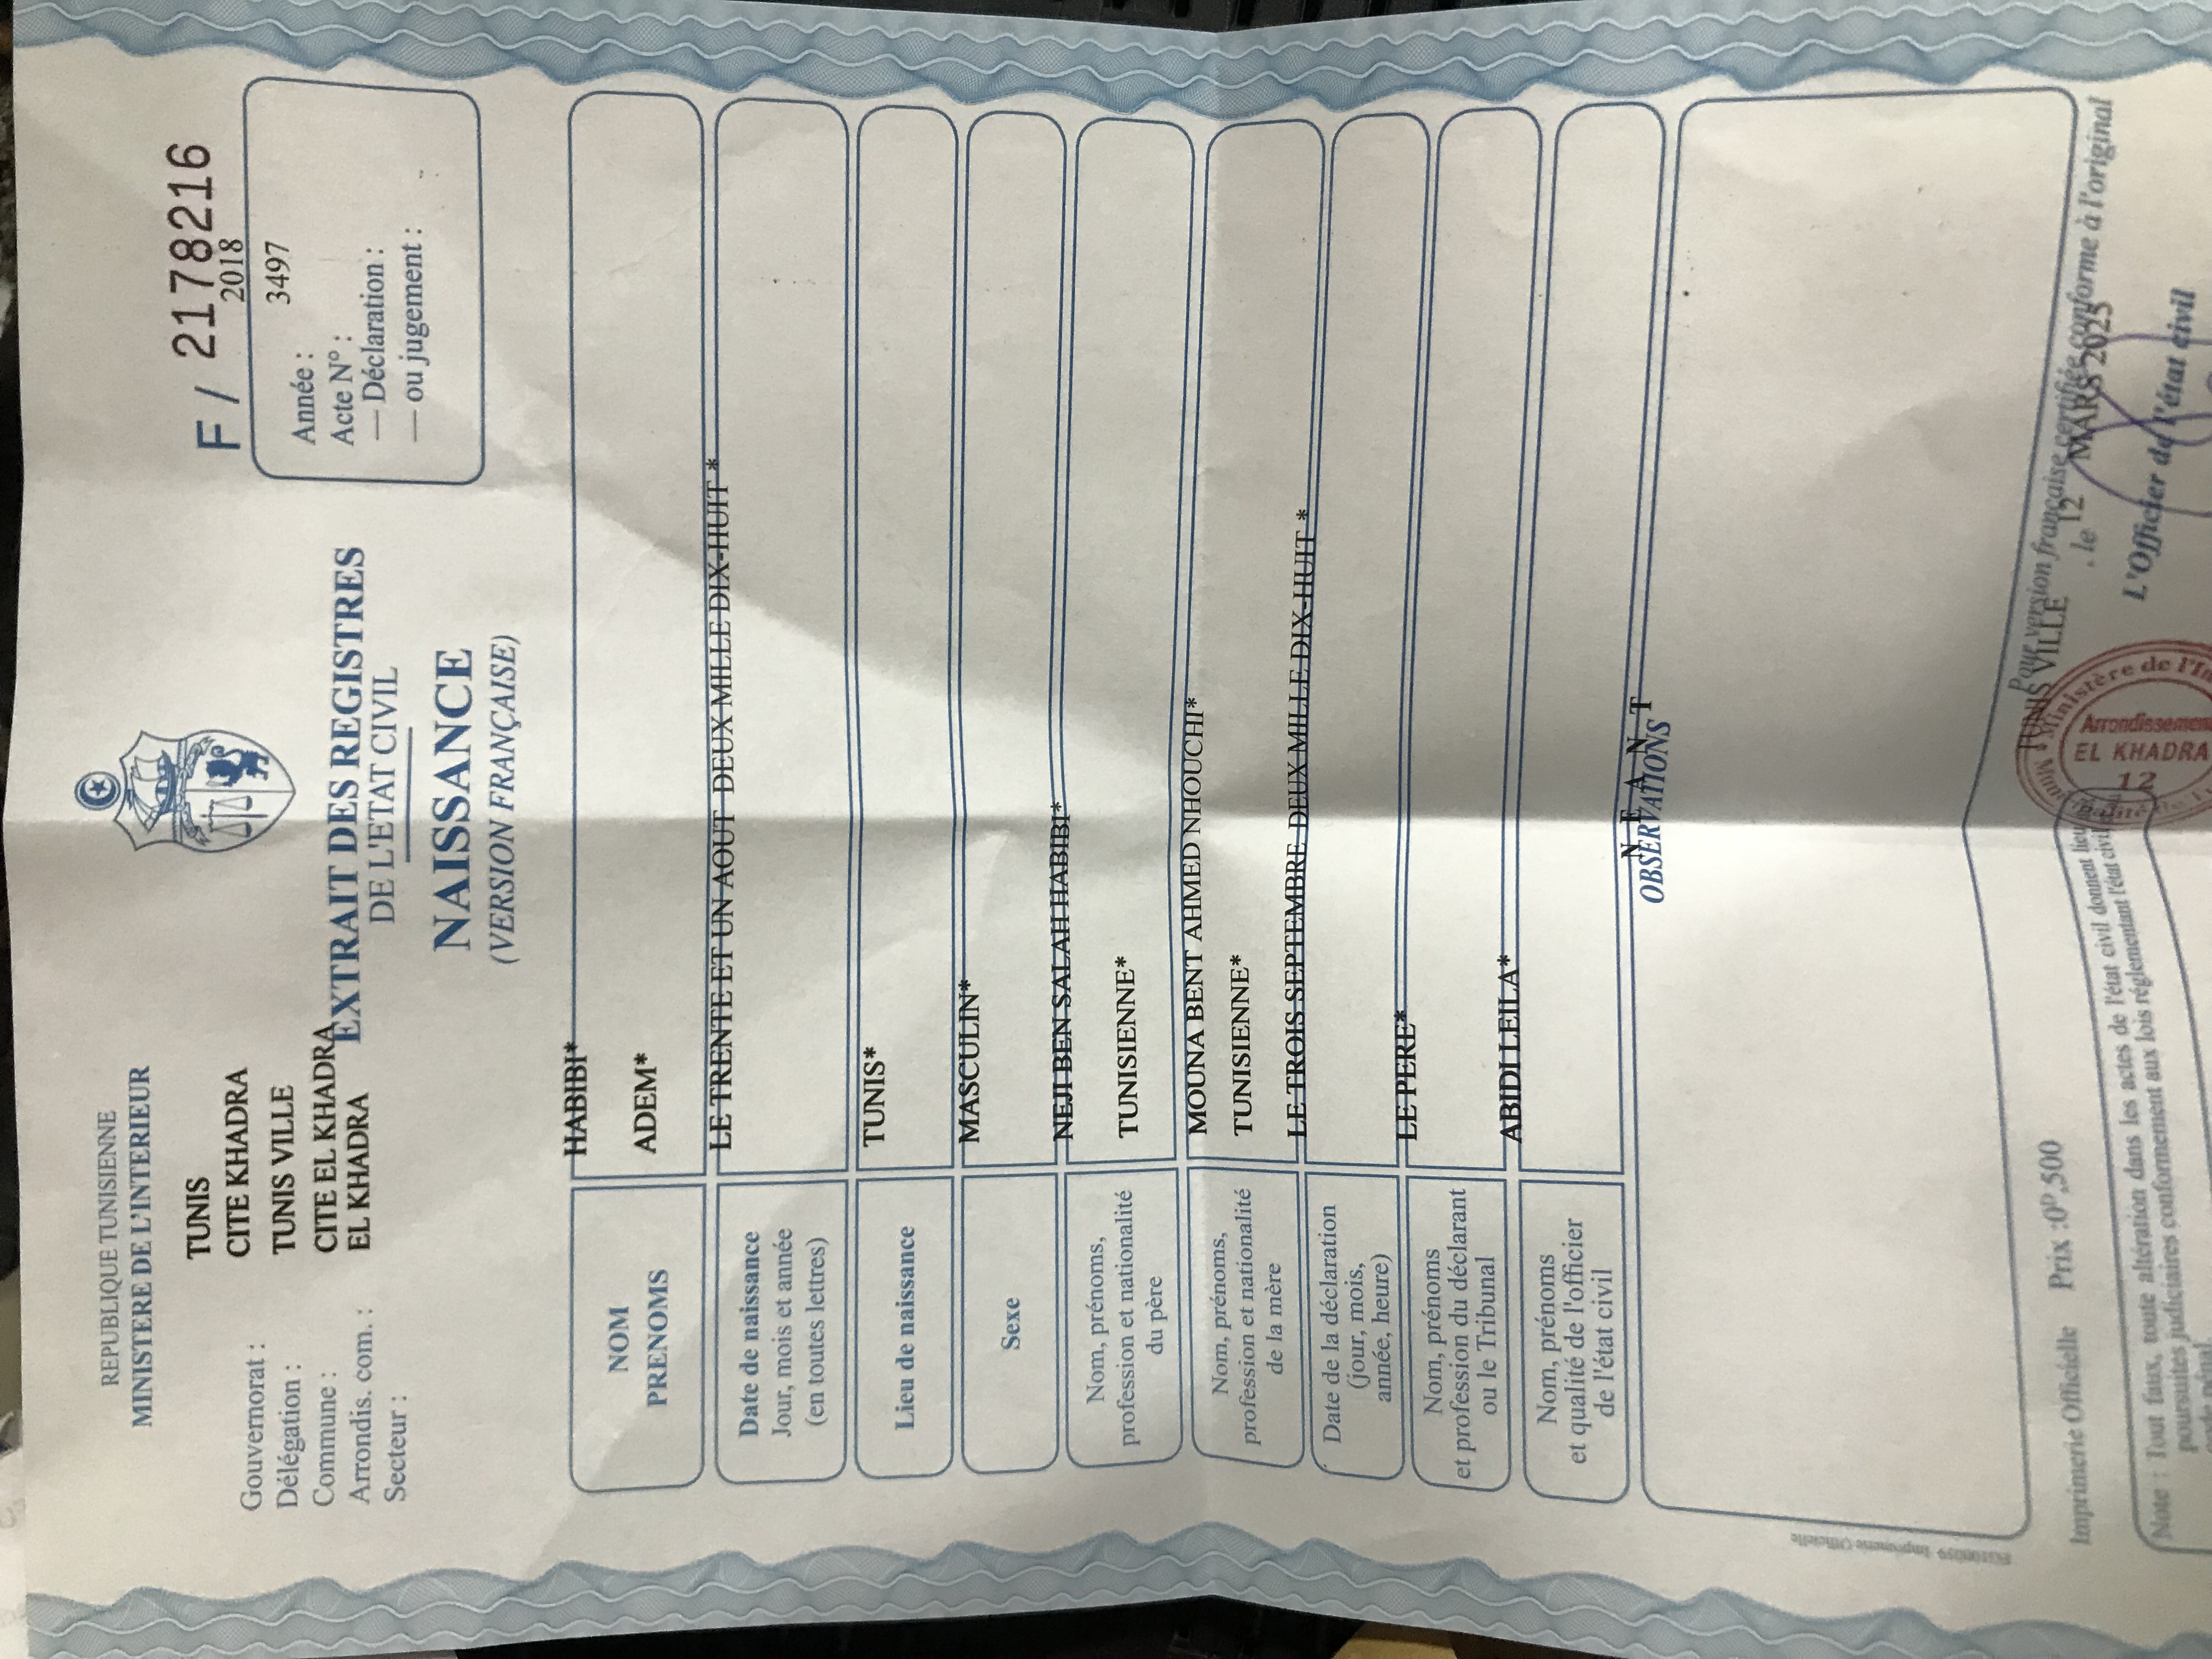 REPUBLIQUE TUNISIENNE
MINISTERE DE L'INTERIEUR
F / 2178216
Gouvernorat : TUNIS
Délégation : CITE KHADRA
Commune : TUNIS VILLE
Arrondis. com. : CITE EL KHADRA
Secteur : EL KHADRA
EXTRAIT DES REGISTRES
DE L'ETAT CIVIL
NAISSANCE
(VERSION FRANÇAISE)
Année : 2018
Acte N° : 3497
— Déclaration :
— ou jugement :
NOM HABIBI*
PRENOMS ADEM*
Date de naissance
Jour, mois et année
(en toutes lettres)
LE TRENTE ET UN AOUT DEUX MILLE DIX-HUIT*
Lieu de naissance TUNIS*
Sexe MASCULIN*
Nom, prénoms,
profession et nationalité
du père
NEJI BEN SALAH HABIBI*
TUNISIENNE*
Nom, prénoms,
profession et nationalité
de la mère
MOUNA BENT AHMED NHOUCHI*
TUNISIENNE*
Date de la déclaration
(jour, mois,
année, heure)
LE TROIS SEPTEMBRE DEUX MILLE DIX-HUIT *
Nom, prénoms
et profession du déclarant
ou le Tribunal
LE PERE*
Nom, prénoms
et qualité de l'officier
de l'état civil
ABIDI LEILA*
N E A N T
OBSERVATIONS
Pour version française certifiée conforme à l'original
TUNIS VILLE , le 12 MARS 2025
L'Officier de l'état civil
Ministère de l'In
Arrondissement
EL KHADRA
12
Imprimerie Officielle Prix :0ᴰ,500
Imprimerie Officielle
Note : Tout faux, toute altération dans les actes de l'état civil donnent lieu
poursuites judiciaires conformement aux lois réglementant l'état civil